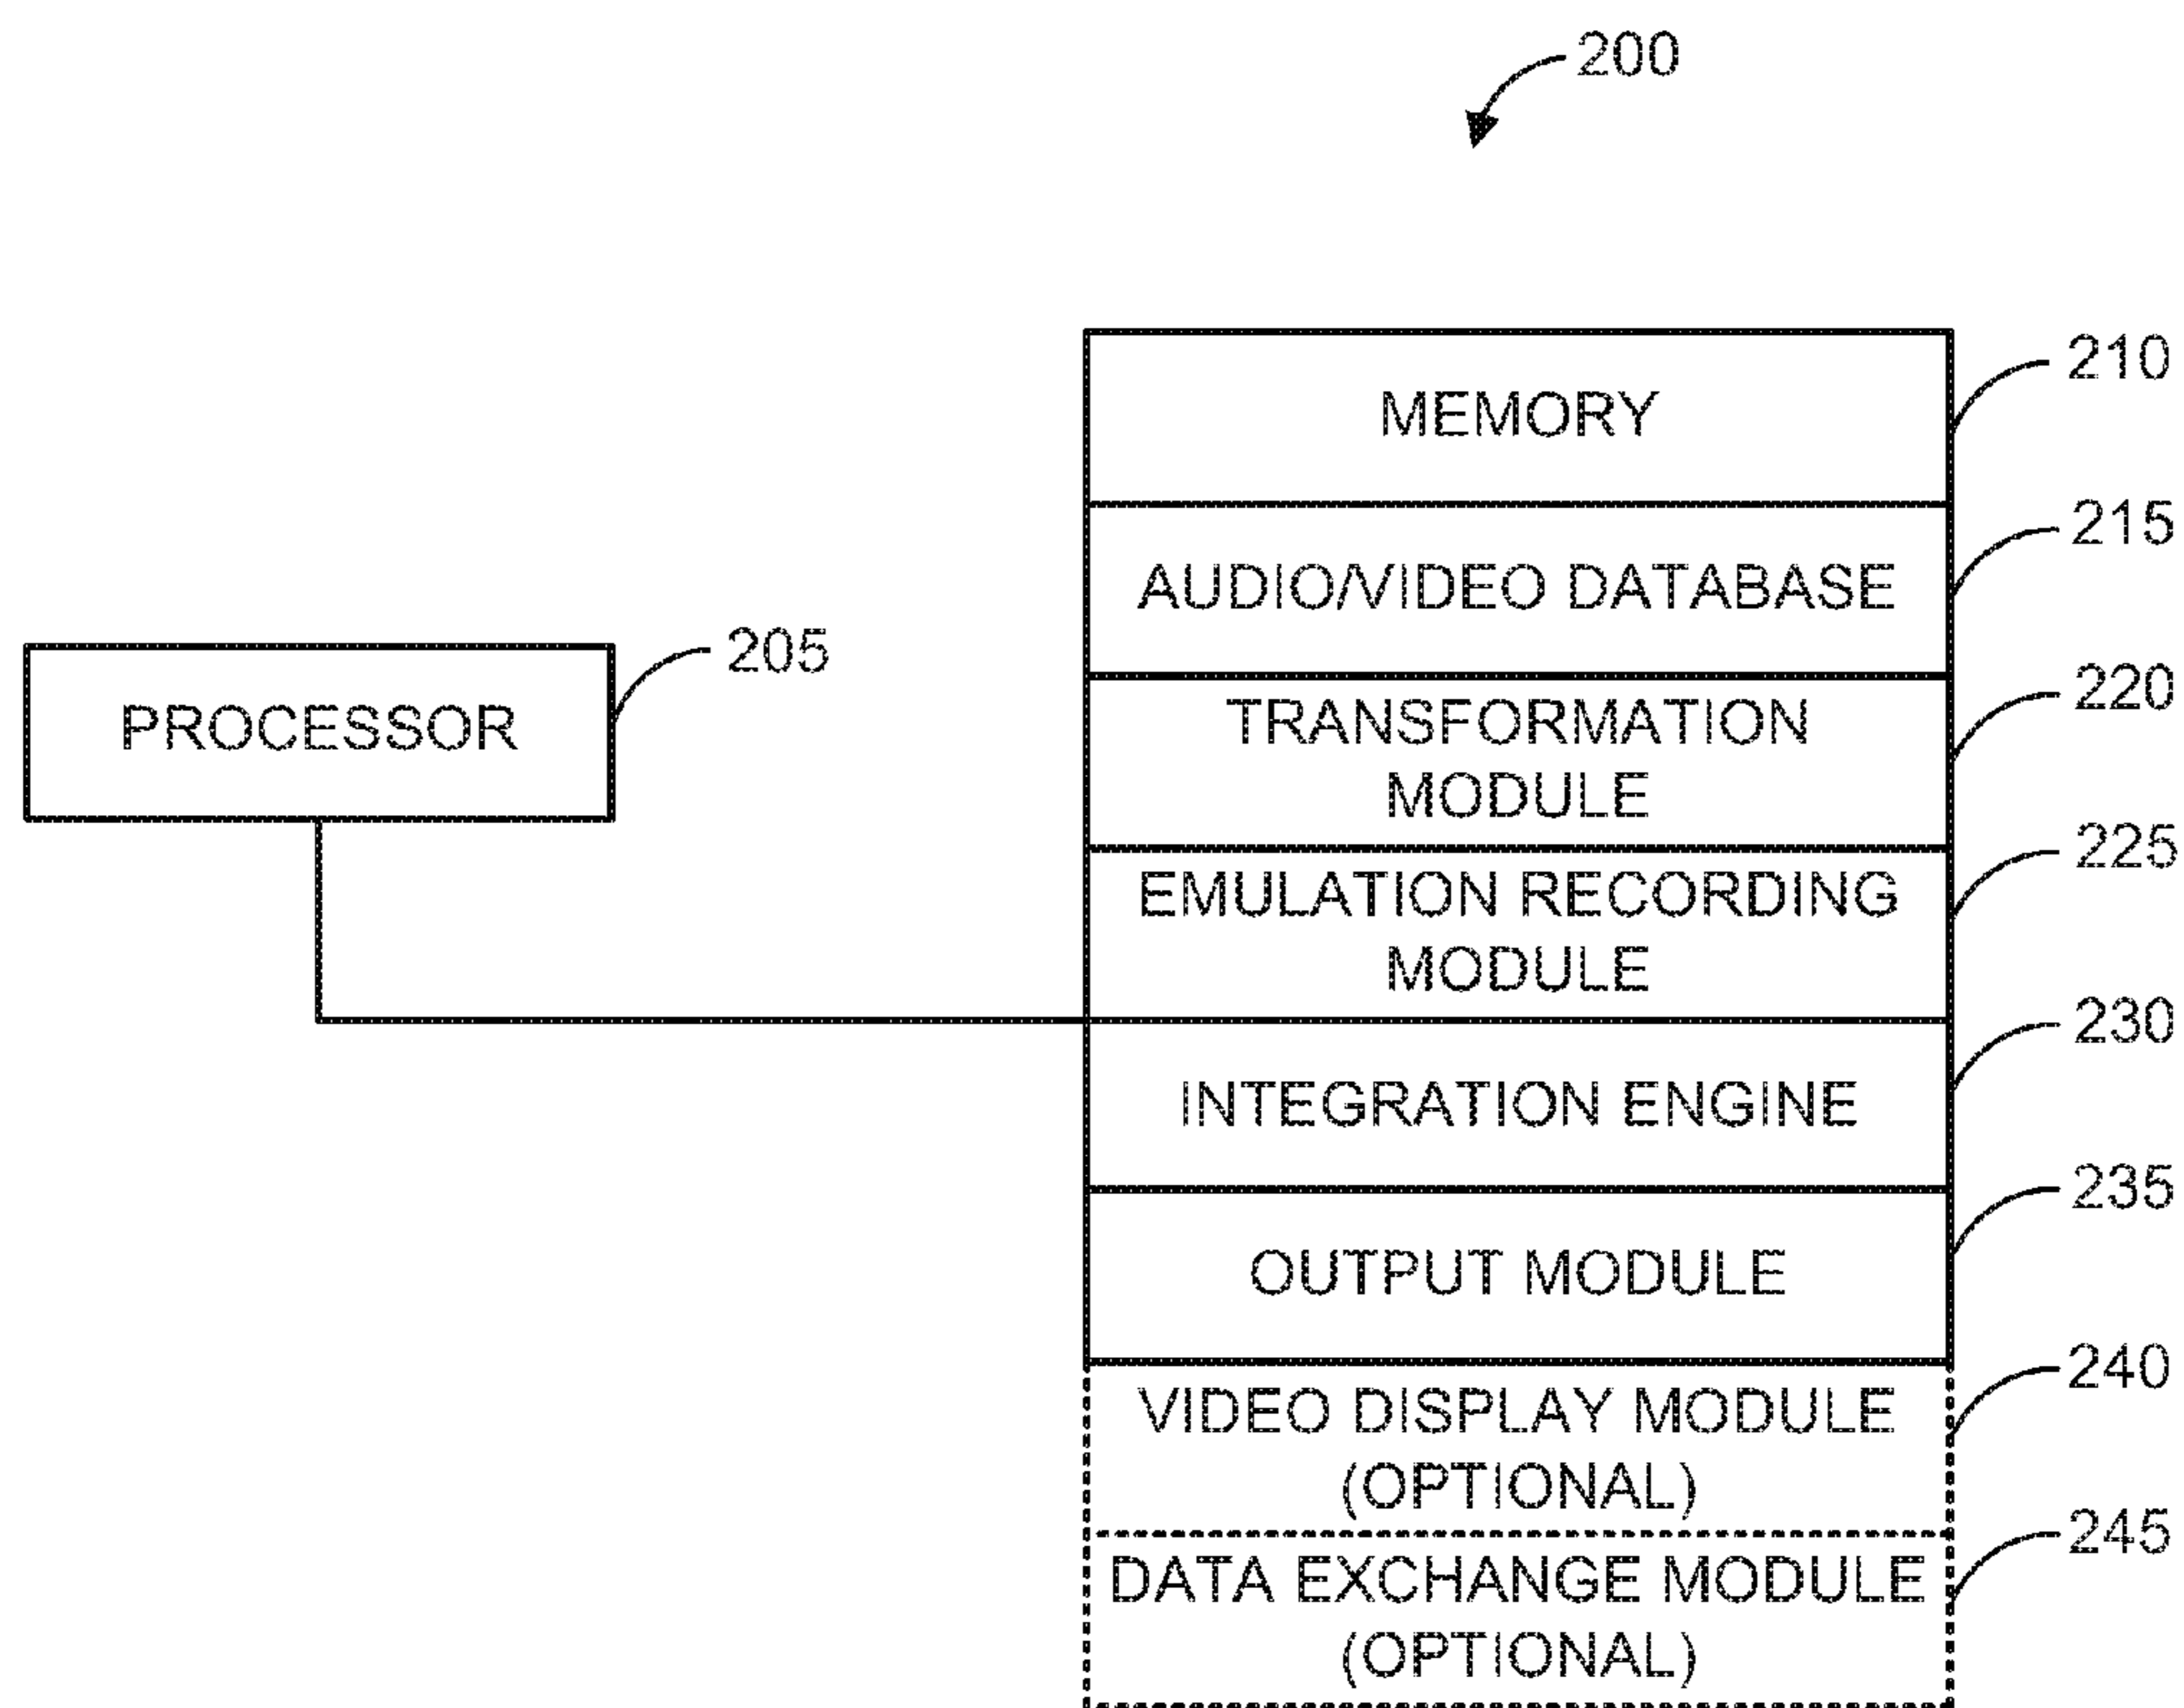 200
MEMORY
210
AUDIO/VIDEO DATABASE
215
PROCESSOR
205
TRANSFORMATION
MODULE
220
EMULATION RECORDING
MODULE
225
INTEGRATION ENGINE
230
OUTPUT MODULE
235
VIDEO DISPLAY MODULE
(OPTIONAL)
240
DATA EXCHANGE MODULE
(OPTIONAL)
245